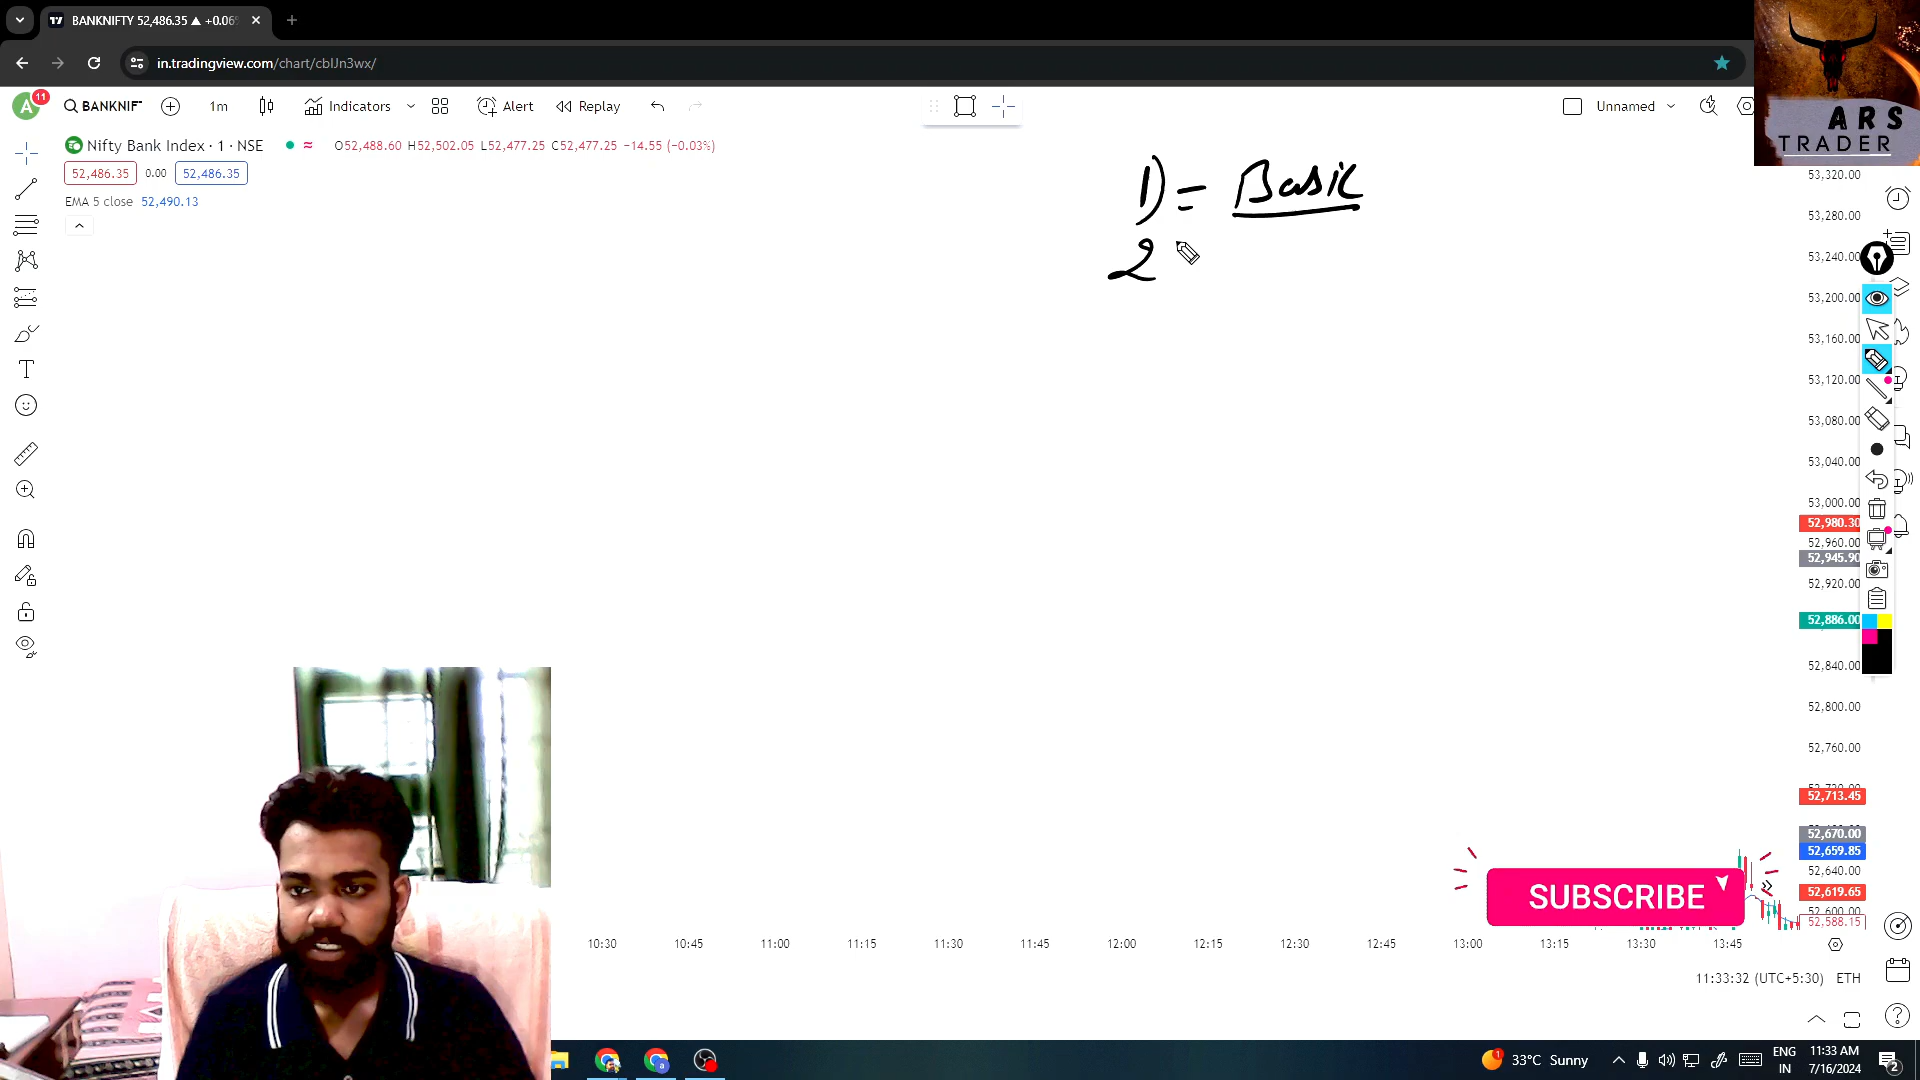 BANKNIFTY 52,486.35 ▲ +0.06%
in.tradingview.com/chart/cbIJn3wx/
A 11 BANKNIF 1m Indicators Alert Replay Unnamed
Nifty Bank Index · 1 · NSE O52,488.60 H52,502.05 L52,477.25 C52,477.25 −14.55 (−0.03%)
52,486.35 0.00 52,486.35
EMA 5 close 52,490.13
ARS
TRADER
1) = Basic
2
53,320.00
53,280.00
53,240.00
53,200.00
53,160.00
53,120.00
53,080.00
53,040.00
53,000.00
52,980.30
52,960.00
52,945.90
52,920.00
52,886.00
52,840.00
52,800.00
52,760.00
52,713.45
52,670.00
52,659.85
52,640.00
52,619.65
52,600.00
52,588.15
SUBSCRIBE
10:30 10:45 11:00 11:15 11:30 11:45 12:00 12:15 12:30 12:45 13:00 13:15 13:30 13:45
11:33:32 (UTC+5:30) ETH
33°C Sunny ENG IN 11:33 AM 7/16/2024 2